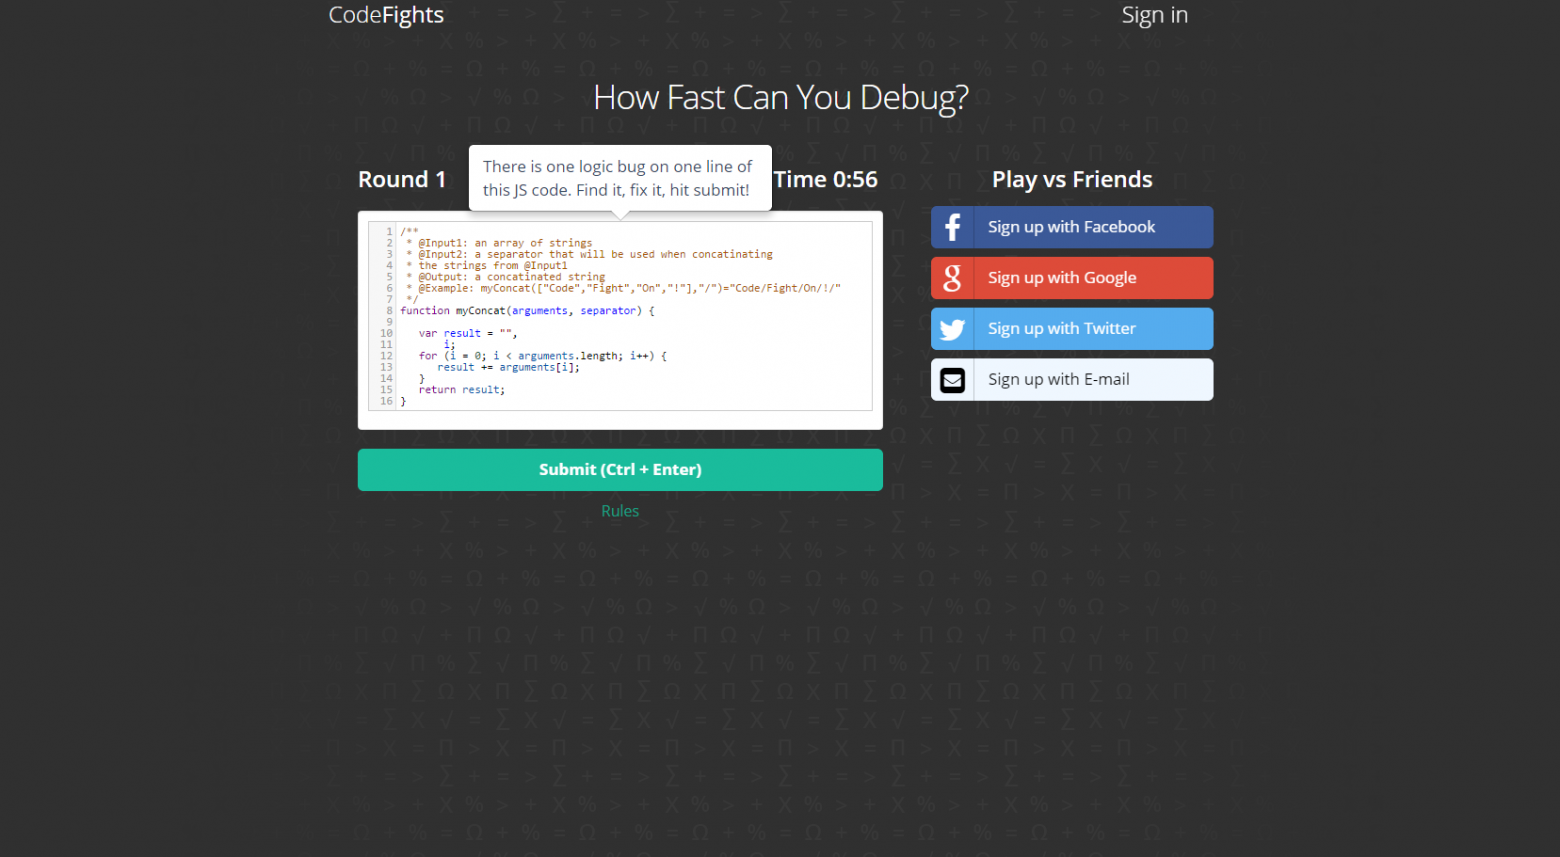 CodeFights
Sign in
How Fast Can You Debug?
There is one logic bug on one line of
this JS code. Find it, fix it, hit submit!
Round 1
Time 0:56
1 /**
2 * @Input1: an array of strings
3 * @Input2: a separator that will be used when concatinating
4 * the strings from @Input1
5 * @Output: a concatinated string
6 * @Example: myConcat(["Code","Fight","On","!"],"/")="Code/Fight/On/!/"
7 */
8 function myConcat(arguments, separator) {
9
10 var result = "",
11 i;
12 for (i = 0; i < arguments.length; i++) {
13 result += arguments[i];
14 }
15 return result;
16 }
Submit (Ctrl + Enter)
Rules
Play vs Friends
Sign up with Facebook
Sign up with Google
Sign up with Twitter
Sign up with E-mail